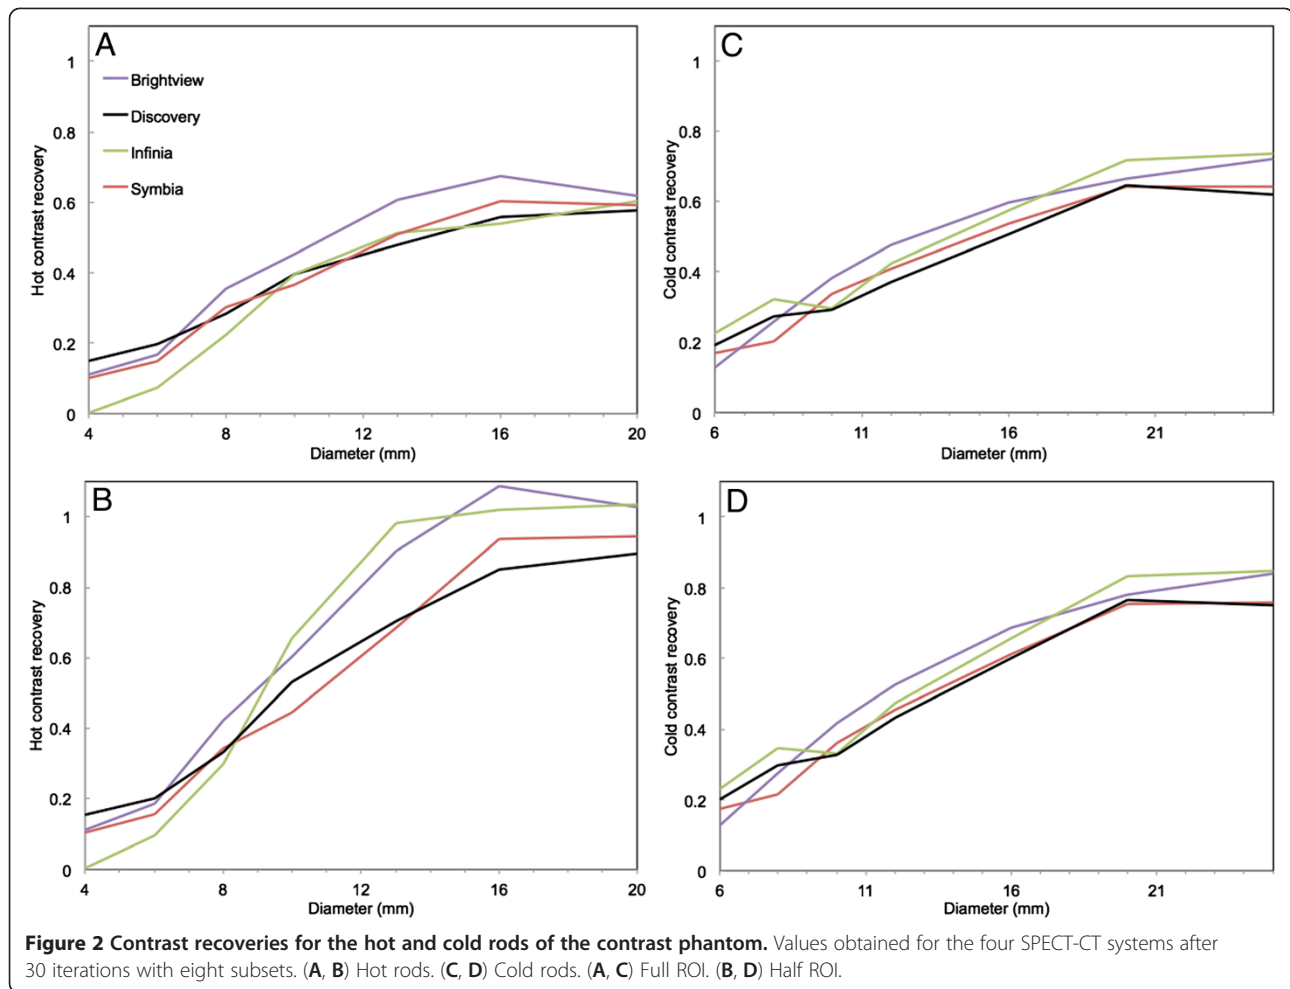 A
1
Brightview
0.8
Discovery
Infinia
0.6
Symbia
0.4
0.2
0
Hot contrast recovery
4
8
12
16
20
Diameter (mm)
C
1
0.8
0.6
0.4
0.2
0
Cold contrast recovery
6
11
16
21
Diameter (mm)
B
1
0.8
0.6
0.4
0.2
0
Hot contrast recovery
4
8
12
16
20
Diameter (mm)
D
1
0.8
0.6
0.4
0.2
0
Cold contrast recovery
6
11
16
21
Diameter (mm)
Figure 2 Contrast recoveries for the hot and cold rods of the contrast phantom. Values obtained for the four SPECT-CT systems after
30 iterations with eight subsets. (A, B) Hot rods. (C, D) Cold rods. (A, C) Full ROI. (B, D) Half ROI.